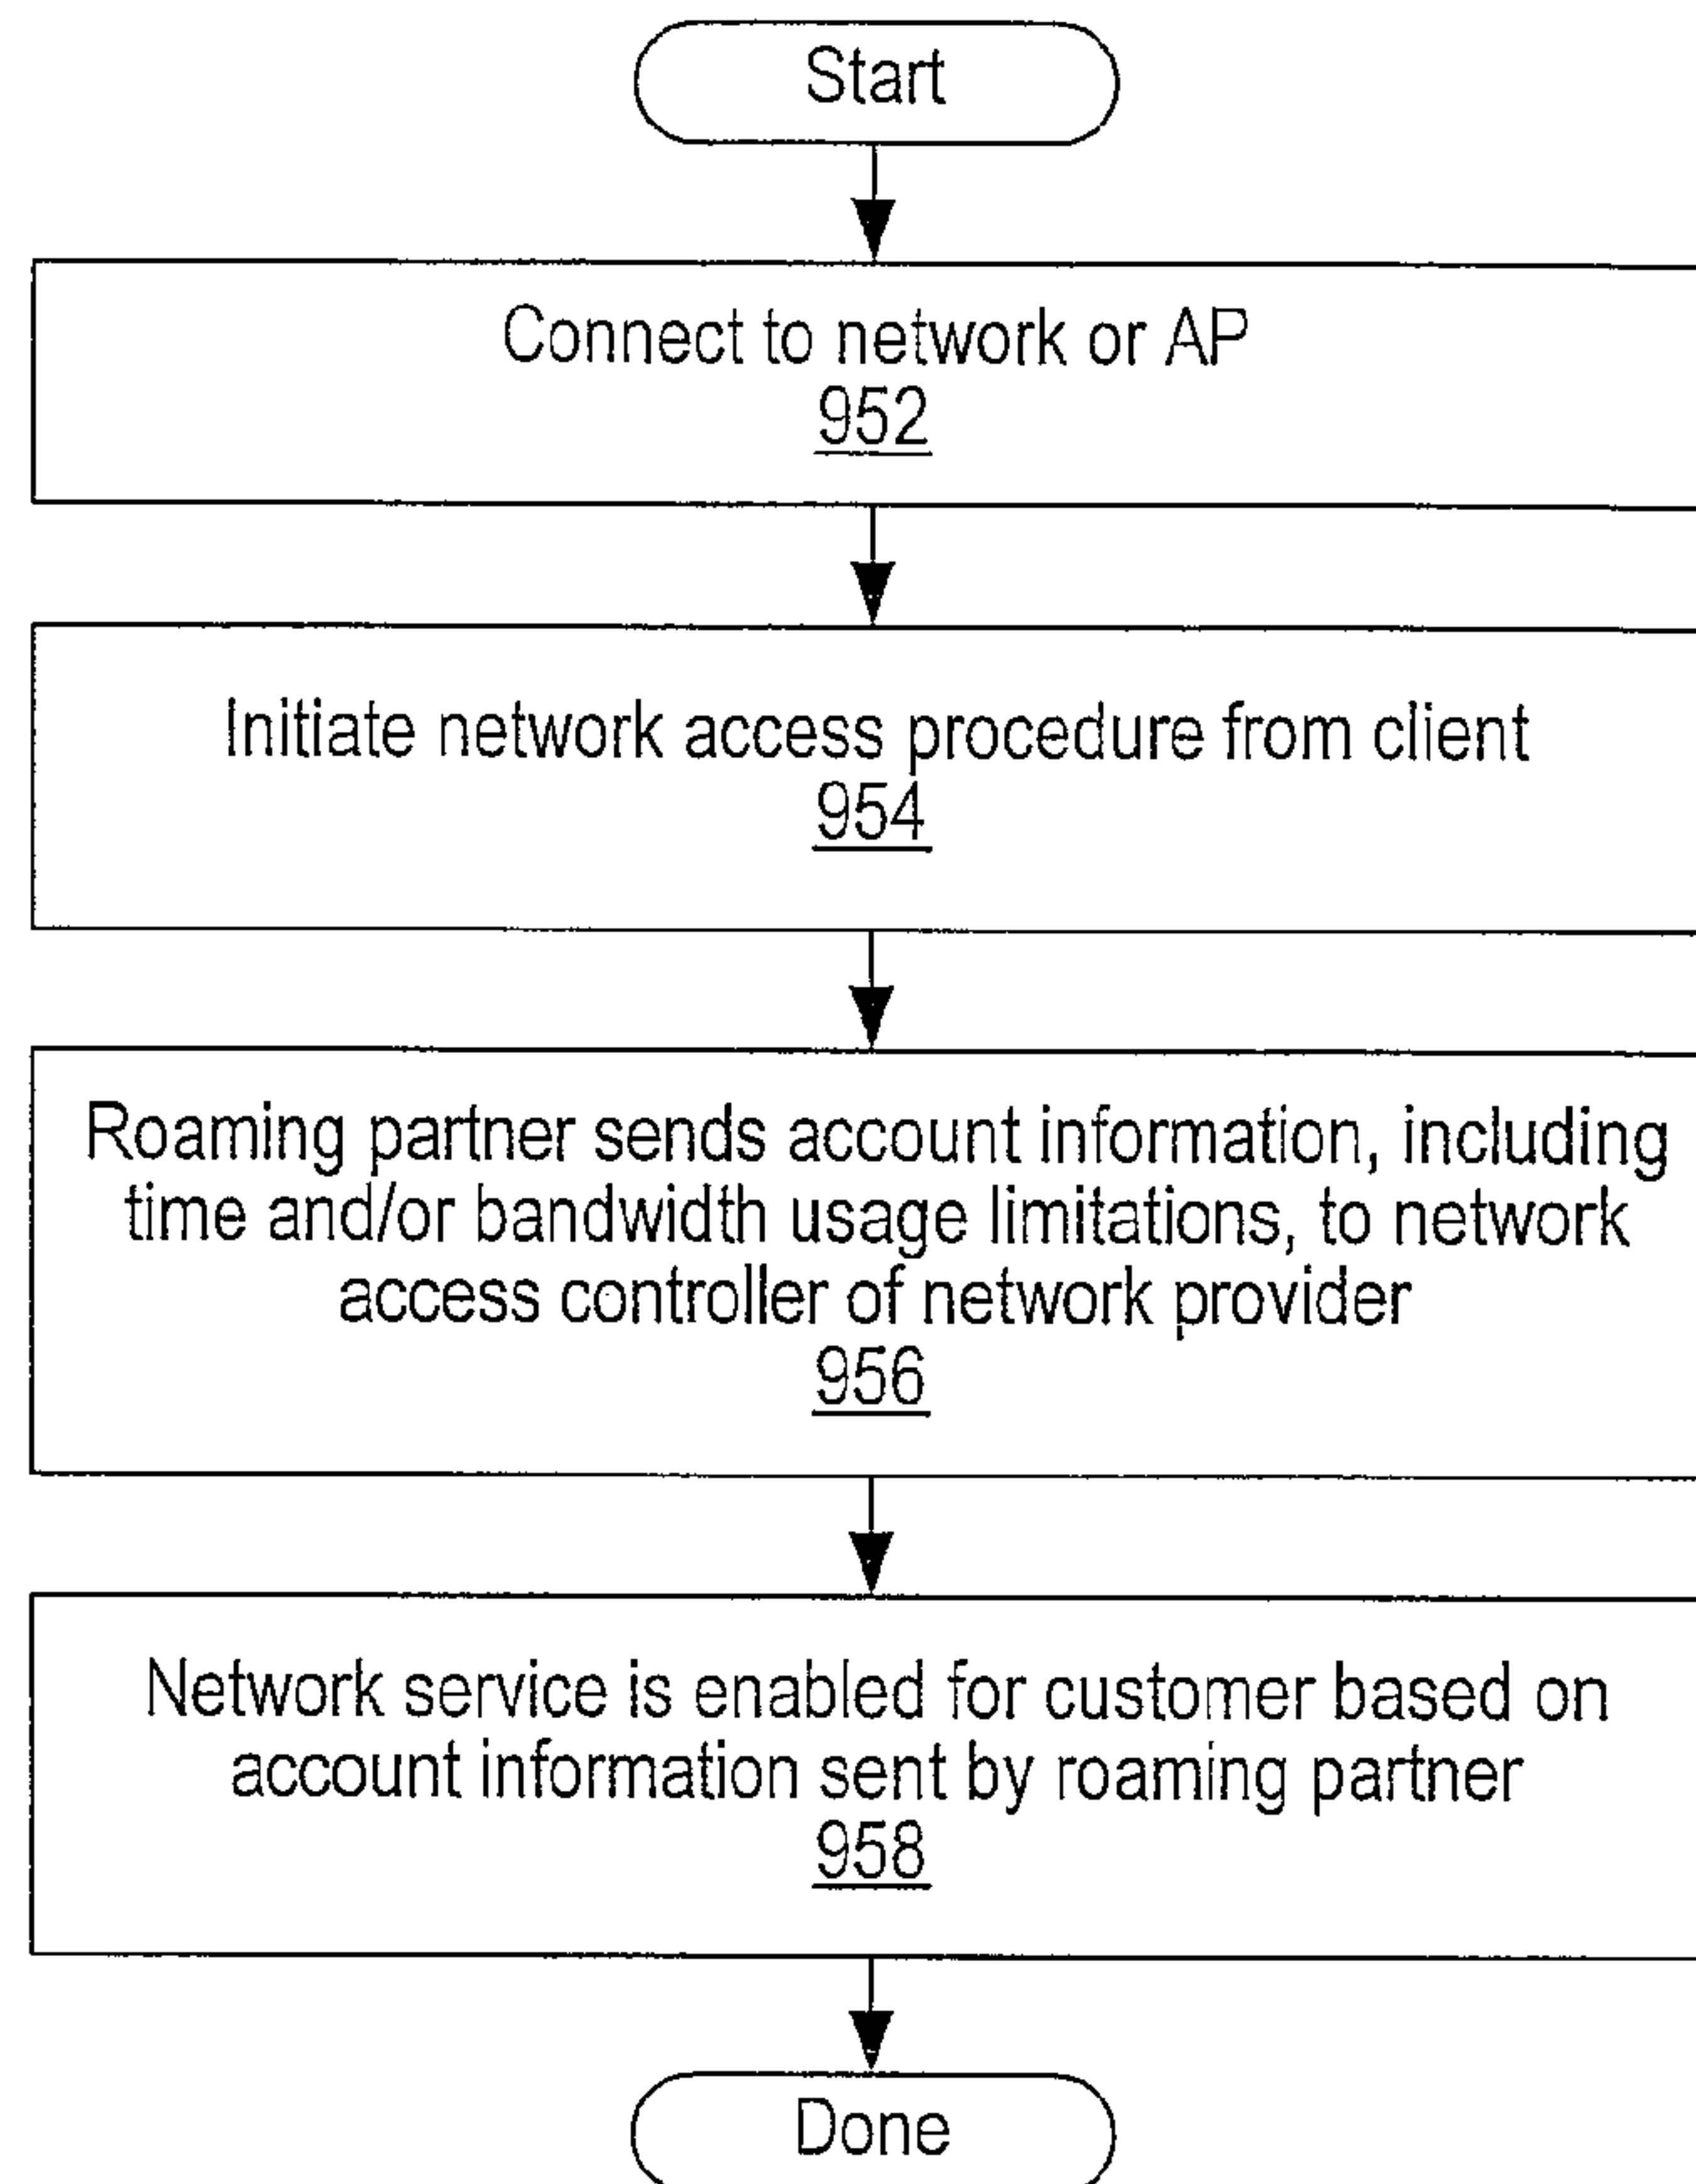 Start
Connect to network or AP
952
Initiate network access procedure from client
954
Roaming partner sends account information, including
time and/or bandwidth usage limitations, to network
access controller of network provider
956
Network service is enabled for customer based on
account information sent by roaming partner
958
Done